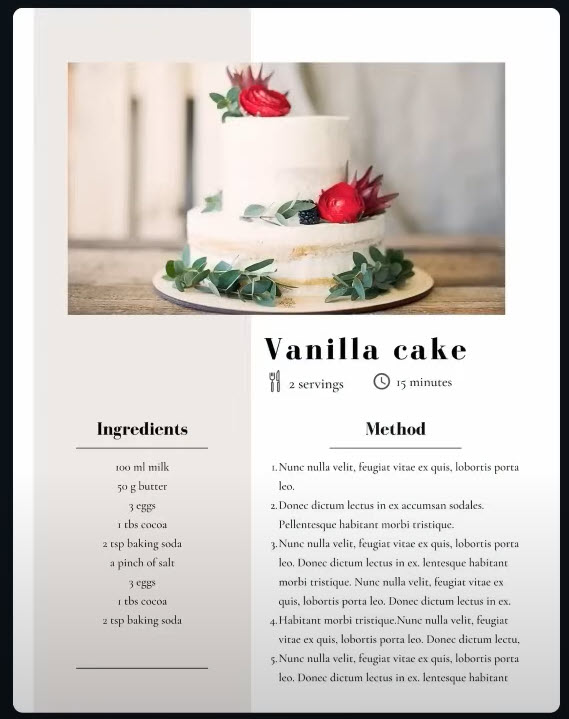 Vanilla cake
2 servings
15 minutes
Ingredients
100 ml milk
50 g butter
3 eggs
1 tbs cocoa
2 tsp baking soda
a pinch of salt
3 eggs
1 tbs cocoa
2 tsp baking soda
Method
1. Nunc nulla velit, feugiat vitae ex quis, lobortis porta
leo.
2. Donec dictum lectus in ex accumsan sodales.
Pellentesque habitant morbi tristique.
3. Nunc nulla velit, feugiat vitae ex quis, lobortis porta
leo. Donec dictum lectus in ex. lentesque habitant
morbi tristique. Nunc nulla velit, feugiat vitae ex
quis, lobortis porta leo. Donec dictum lectus in ex.
4. Habitant morbi tristique.Nunc nulla velit, feugiat
vitae ex quis, lobortis porta leo. Donec dictum lectu,
5. Nunc nulla velit, feugiat vitae ex quis, lobortis porta
leo. Donec dictum lectus in ex. lentesque habitant